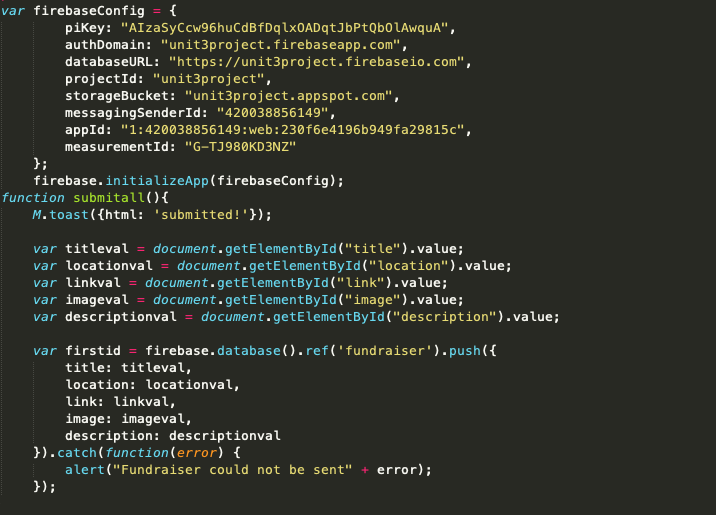 var firebaseConfig = {
piKey: "AIzaSyCcw96huCdBfDqlxOADqtJbPtQbOlAwquA",
authDomain: "unit3project.firebaseapp.com",
databaseURL: "https://unit3project.firebaseio.com",
projectId: "unit3project",
storageBucket: "unit3project.appspot.com",
messagingSenderId: "420038856149",
appId: "1:420038856149:web:230f6e4196b949fa29815c",
measurementId: "G-TJ980KD3NZ"
};
firebase.initializeApp(firebaseConfig);
function submitall(){
M.toast({html: 'submitted!'});
var titleval = document.getElementById("title").value;
var locationval = document.getElementById("location").value;
var linkval = document.getElementById("link").value;
var imageval = document.getElementById("image").value;
var descriptionval = document.getElementById("description").value;
var firstid = firebase.database().ref('fundraiser').push({
title: titleval,
location: locationval,
link: linkval,
image: imageval,
description: descriptionval
}).catch(function(error) {
alert("Fundraiser could not be sent" + error);
});